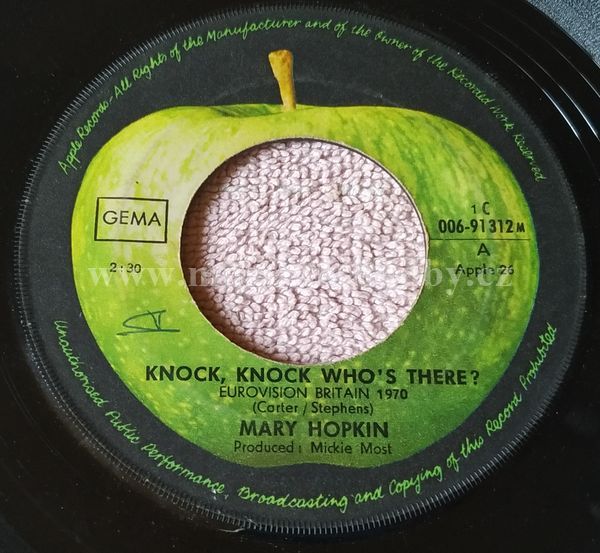 Apple Records-All Rights of the Manufacturer and of the Owner of the Recorded Work Reserved
GEMA
2:30
1 C
006-91312 M
A
Apple 26
KNOCK, KNOCK WHO'S THERE?
EUROVISION BRITAIN 1970
(Carter / Stephens)
MARY HOPKIN
Produced: Mickie Most
Unauthorised Public Performance, Broadcasting and Copying of this Record Prohibited